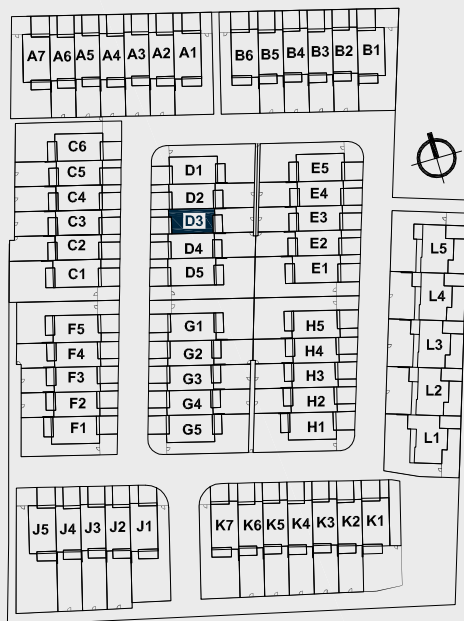 A7 A6 A5 A4 A3 A2 A1
B6 B5 B4 B3 B2 B1
C6
C5
C4
C3
C2
C1
D1
D2
D3
D4
D5
E5
E4
E3
E2
E1
L5
L4
L3
L2
L1
F5
F4
F3
F2
F1
G1
G2
G3
G4
G5
H5
H4
H3
H2
H1
J5 J4 J3 J2 J1
K7 K6 K5 K4 K3 K2 K1